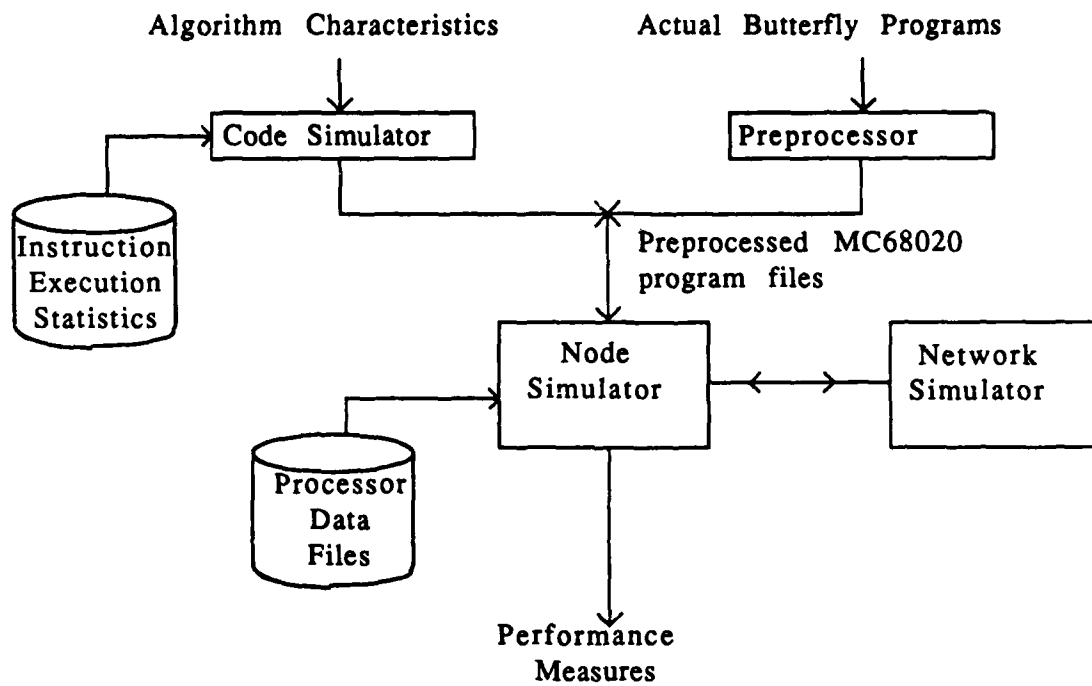 Algorithm Characteristics
Actual Butterfly Programs
Code Simulator
Preprocessor
Instruction
Execution
Statistics
Preprocessed MC68020
program files
Node
Simulator
Network
Simulator
Processor
Data
Files
Performance
Measures